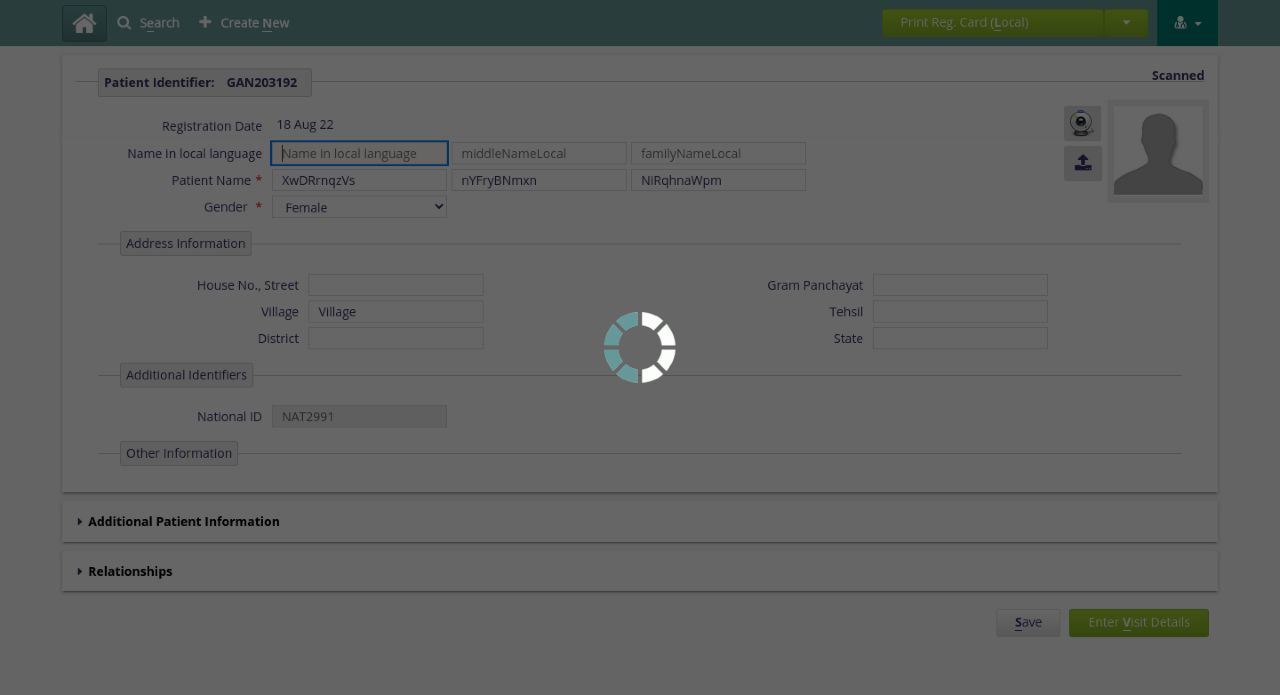 Search Create New Print Reg. Card (Local)
Patient Identifier: GAN203192 Scanned
Registration Date 18 Aug 22
Name in local language Name in local language middleNameLocal familyNameLocal
Patient Name * XwDRrnqzVs nYFryBNmxn NiRqhnaWpm
Gender * Female
Address Information
House No., Street Gram Panchayat
Village Village Tehsil
District State
Additional Identifiers
National ID NAT2991
Other Information
Additional Patient Information
Relationships
Save Enter Visit Details